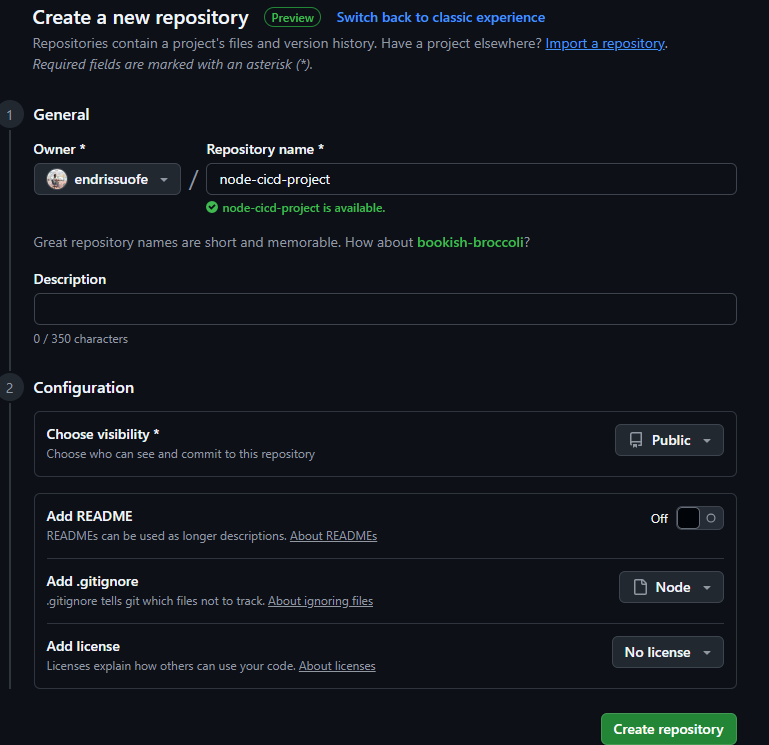 Create a new repository Preview Switch back to classic experience
Repositories contain a project's files and version history. Have a project elsewhere? Import a repository.
Required fields are marked with an asterisk (*).
1 General
Owner * Repository name *
endrissuofe / node-cicd-project
node-cicd-project is available.
Great repository names are short and memorable. How about bookish-broccoli?
Description
0 / 350 characters
2 Configuration
Choose visibility * Public
Choose who can see and commit to this repository
Add README Off
READMEs can be used as longer descriptions. About READMEs
Add .gitignore Node
.gitignore tells git which files not to track. About ignoring files
Add license No license
Licenses explain how others can use your code. About licenses
Create repository